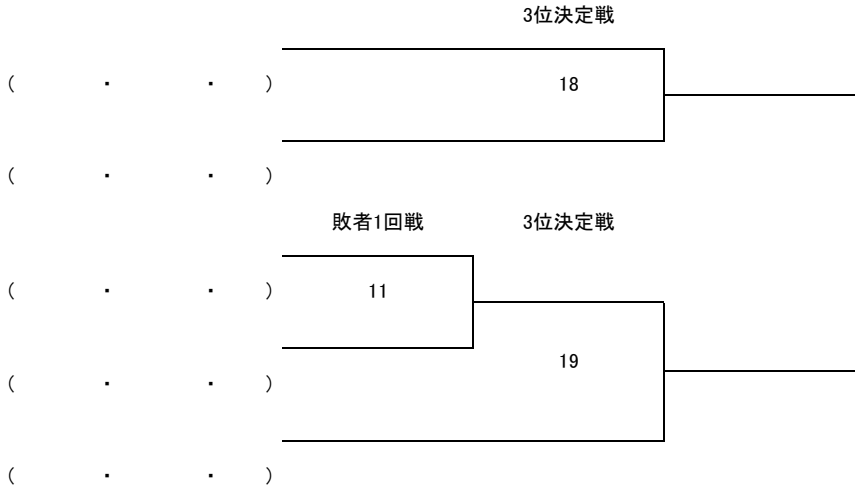 3位決定戦
( ・ ・ ) 18
( ・ ・ )
敗者1回戦 3位決定戦
( ・ ・ ) 11
19
( ・ ・ )
( ・ ・ )